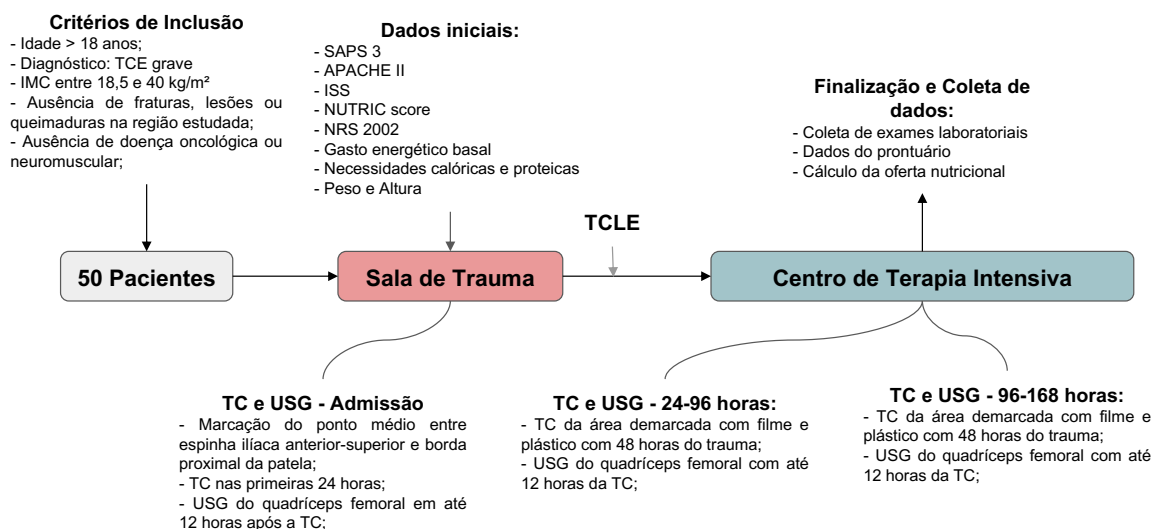 Critérios de Inclusão
- Idade > 18 anos;
- Diagnóstico: TCE grave
- IMC entre 18,5 e 40 kg/m²
- Ausência de fraturas, lesões ou
queimaduras na região estudada;
- Ausência de doença oncológica ou
neuromuscular;
Dados iniciais:
- SAPS 3
- APACHE II
- ISS
- NUTRIC score
- NRS 2002
- Gasto energético basal
- Necessidades calóricas e proteicas
- Peso e Altura
Finalização e Coleta de
dados:
- Coleta de exames laboratoriais
- Dados do prontuário
- Cálculo da oferta nutricional
TCLE
50 Pacientes
Sala de Trauma
Centro de Terapia Intensiva
TC e USG - Admissão
- Marcação do ponto médio entre
espinha ilíaca anterior-superior e borda
proximal da patela;
- TC nas primeiras 24 horas;
- USG do quadríceps femoral em até
12 horas após a TC;
TC e USG - 24-96 horas:
- TC da área demarcada com filme e
plástico com 48 horas do trauma;
- USG do quadríceps femoral com até
12 horas da TC;
TC e USG - 96-168 horas:
- TC da área demarcada com filme e
plástico com 48 horas do trauma;
- USG do quadríceps femoral com até
12 horas da TC;